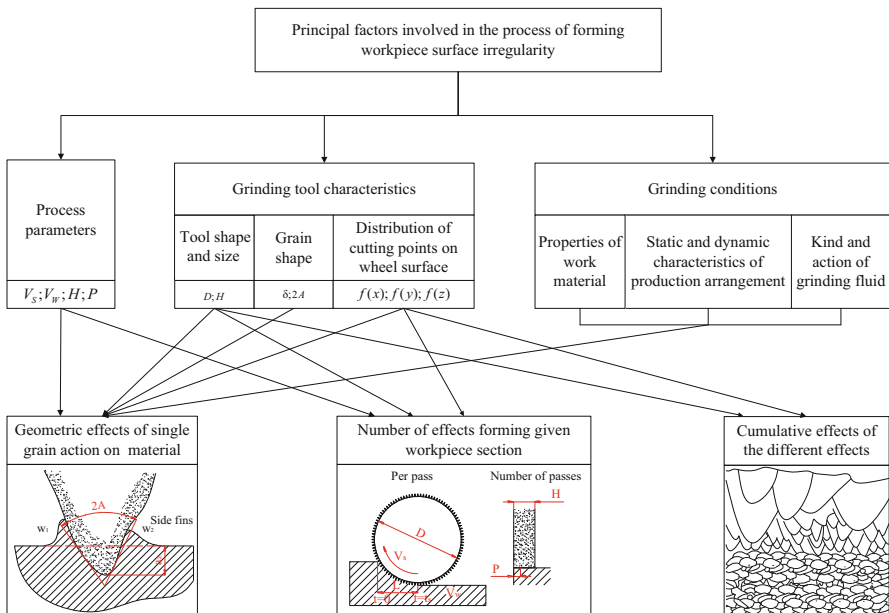 Principal factors involved in the process of forming
workpiece surface irregularity
Process
parameters
V_S;V_W;H;P
Grinding tool characteristics
Tool shape
and size
D;H
Grain
shape
δ;2A
Distribution of
cutting points on
wheel surface
f(x);f(y);f(z)
Grinding conditions
Properties of
work
material
Static and dynamic
characteristics of
production arrangement
Kind and
action of
grinding fluid
Geometric effects of single
grain action on material
2A
W₁
Side fins
W₂
Number of effects forming given
workpiece section
Per pass
D
V_s
L
t=0
V_w
Number of passes
H
P
Cumulative effects of
the different effects